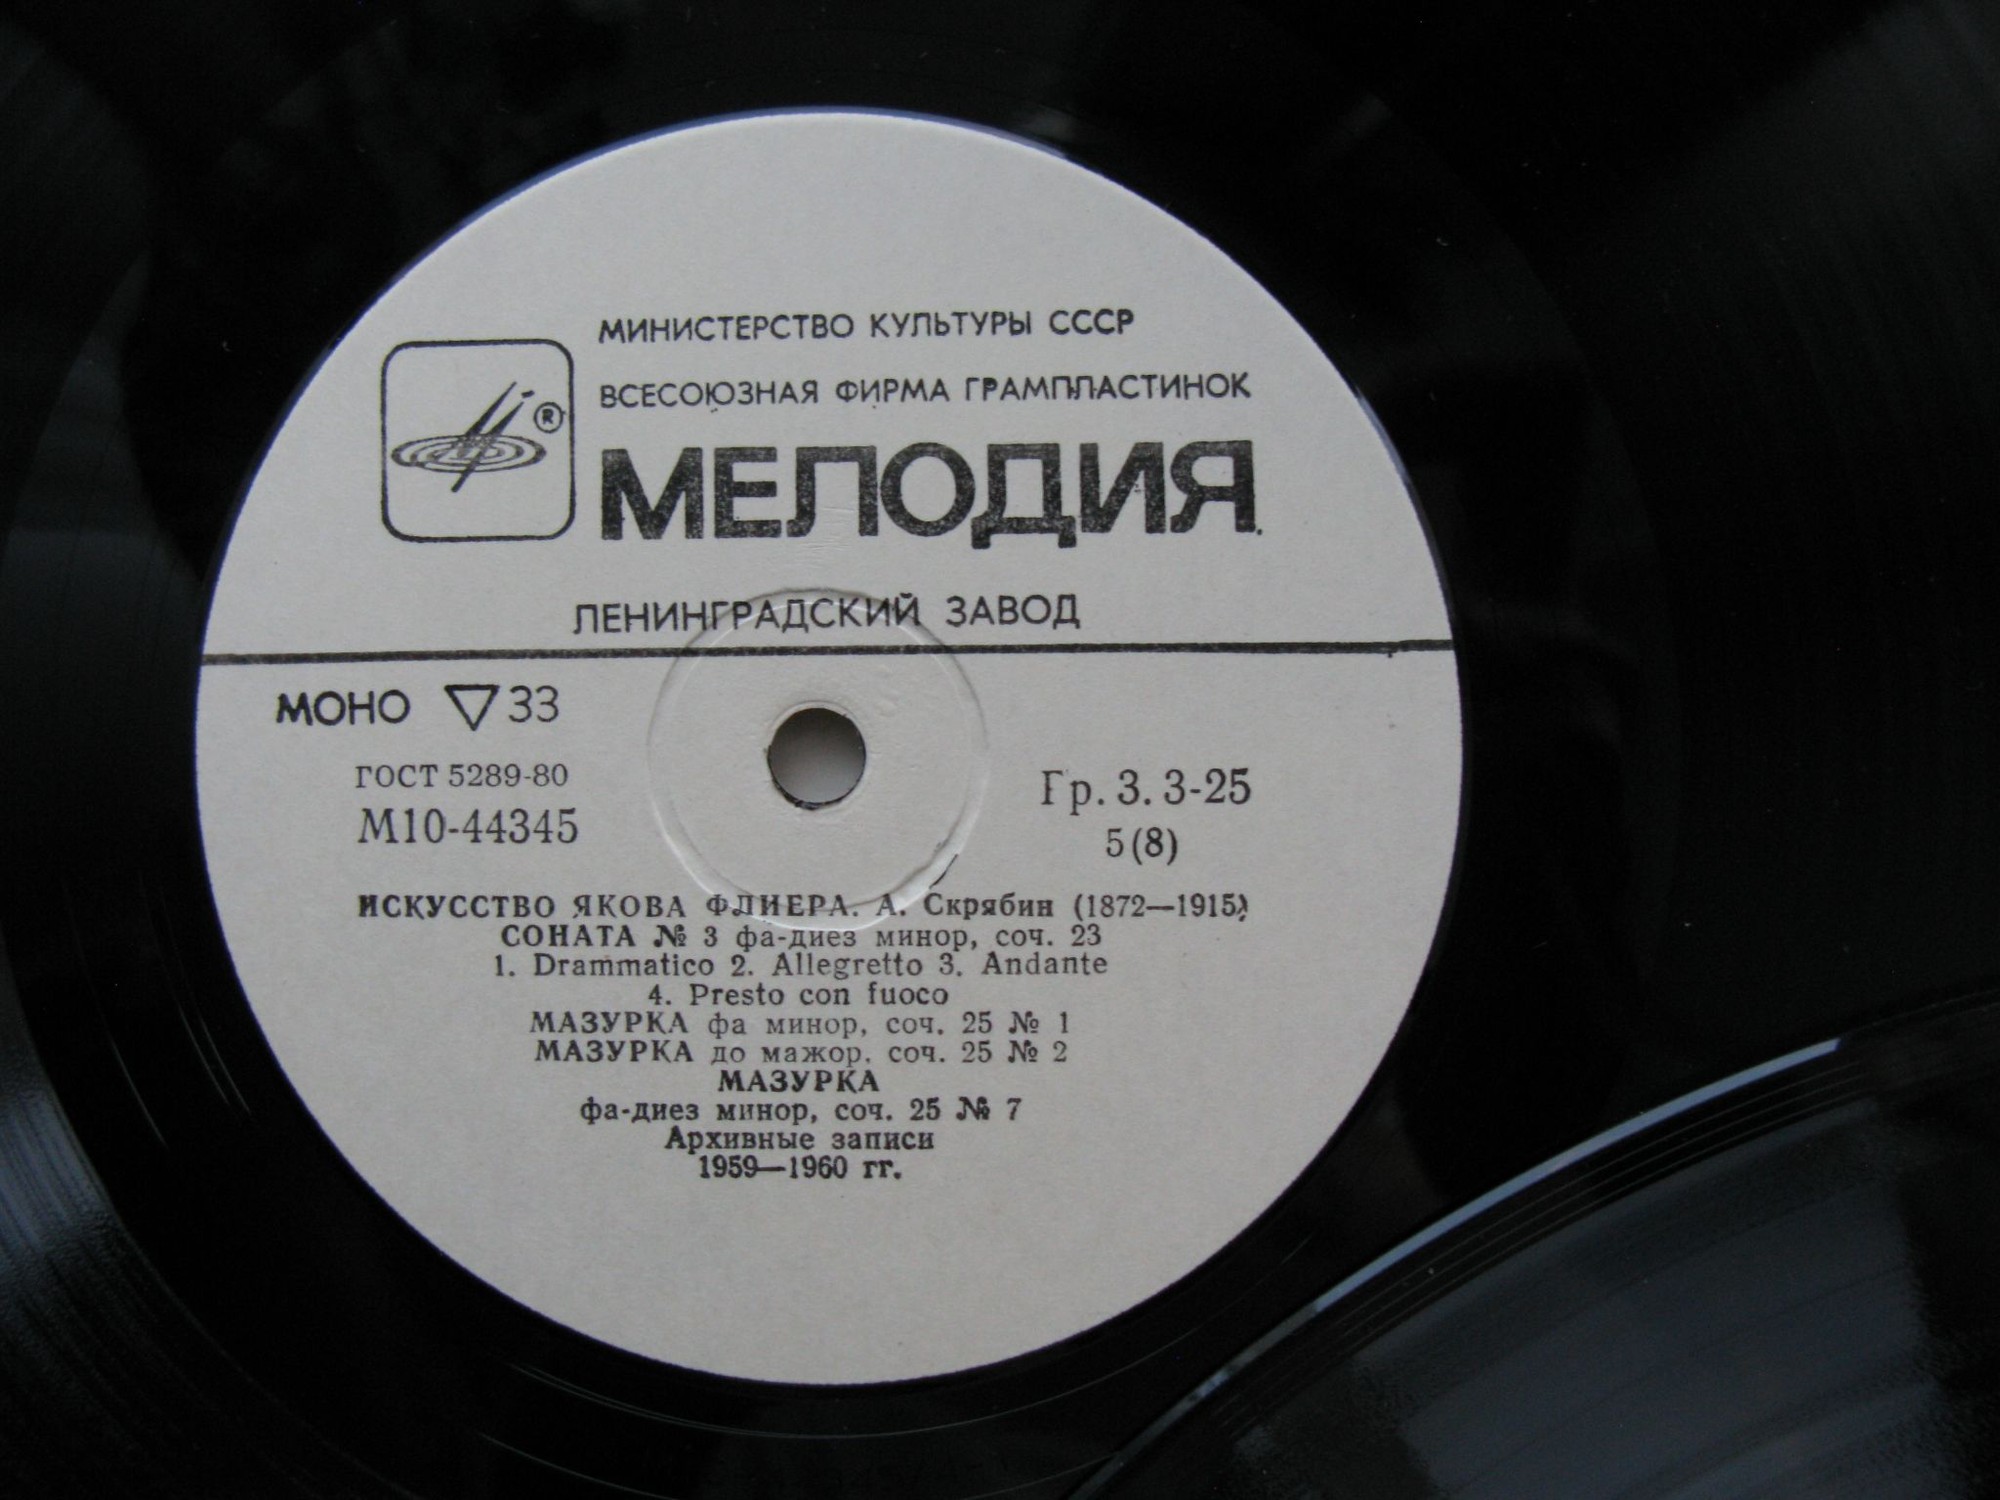 МИНИСТЕРСТВО КУЛЬТУРЫ СССР
ВСЕСОЮЗНАЯ ФИРМА ГРАМПЛАСТИНОК
®
МЕЛОДИЯ
ЛЕНИНГРАДСКИЙ ЗАВОД
МОНО ▽33
ГОСТ 5289-80
М10-44345
Гр. 3. 3-25
5(8)
ИСКУССТВО ЯКОВА ФЛИЕРА. А. Скрябин (1872—1915)
СОНАТА № 3 фа-диез минор, соч. 23
1. Drammatico 2. Allegretto 3. Andante
4. Presto con fuoco
МАЗУРКА фа минор, соч. 25 № 1
МАЗУРКА до мажор, соч. 25 № 2
МАЗУРКА
фа-диез минор, соч. 25 № 7
Архивные записи
1959—1960 гг.